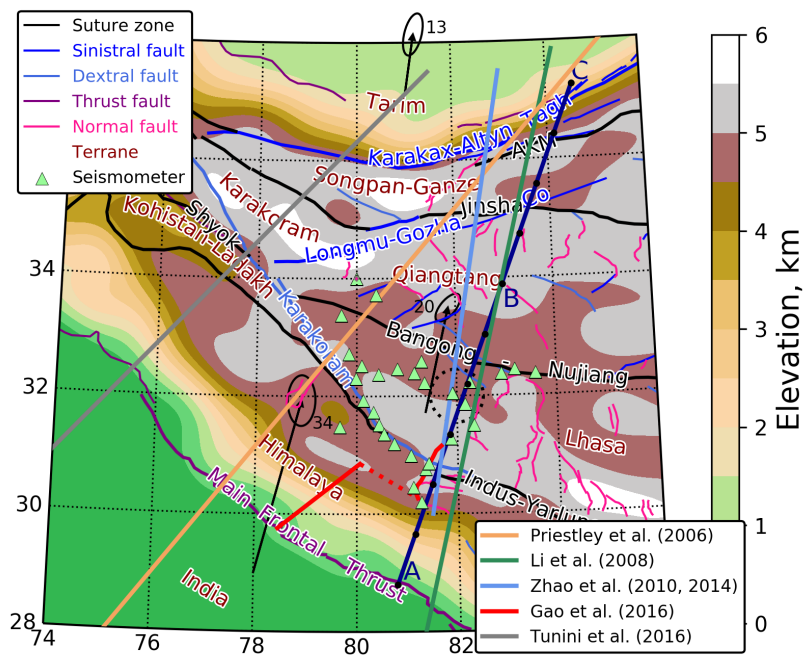 Suture zone
Sinistral fault
Dextral fault
Thrust fault
Normal fault
Terrane
Seismometer
13
6
5
4
3
2
1
0
Elevation, km
Tarim
C
Karakax-Altyn Tagh
AKM
Songpan-Ganze
Karakoram
Jinsha
Co
Longmu-Gozha
Kohistan-Ladakh
Shyok
34
Qiangtang
B
20
Karakoram
Bangong
Nujiang
32
34
Lhasa
Himalaya
Indus-Yarlun
30
Main Frontal Thrust
A
India
28
74
76
78
80
82
Priestley et al. (2006)
Li et al. (2008)
Zhao et al. (2010, 2014)
Gao et al. (2016)
Tunini et al. (2016)